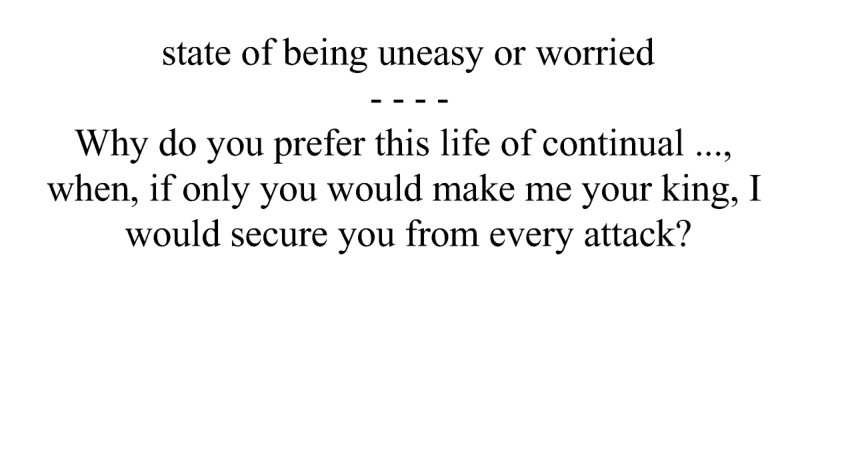 state of being uneasy or worried
- - - -
Why do you prefer this life of continual ...,
when, if only you would make me your king, I
would secure you from every attack?